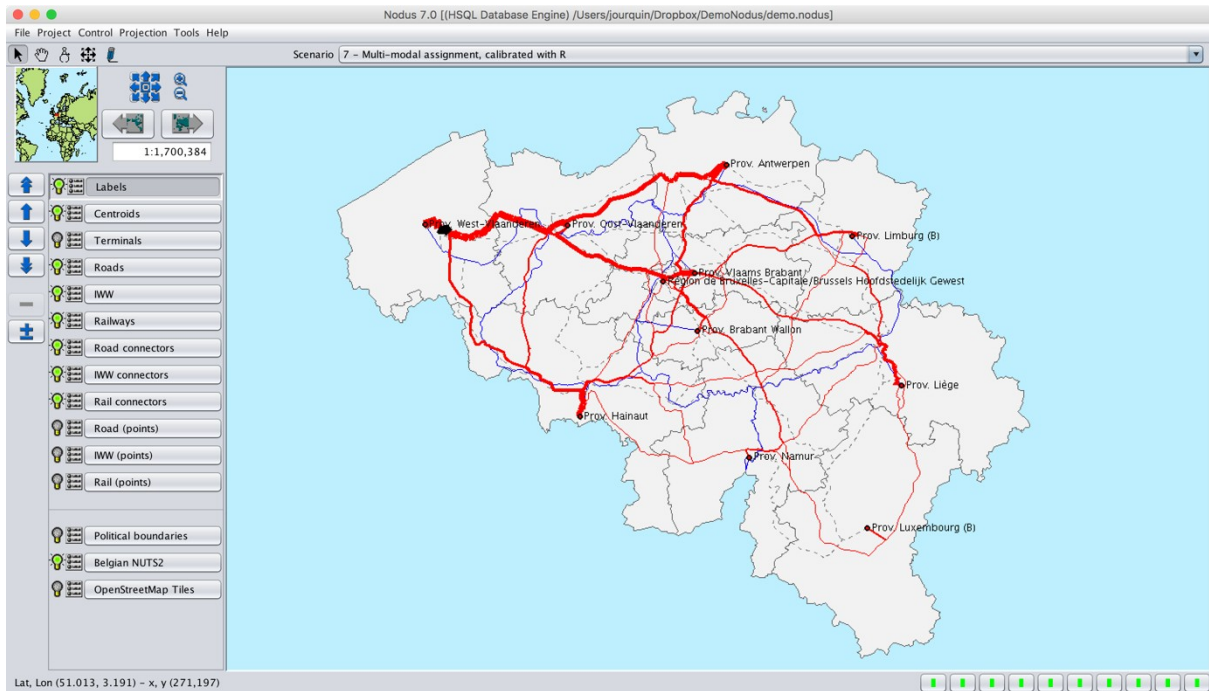 Nodus 7.0 [(HSQL Database Engine) /Users/jourquin/Dropbox/DemoNodus/demo.nodus]
File Project Control Projection Tools Help
Scenario 7 - Multi-modal assignment, calibrated with R
1:1,700,384
Labels
Centroids
Terminals
Roads
IWW
Railways
Road connectors
IWW connectors
Rail connectors
Road (points)
IWW (points)
Rail (points)
Political boundaries
Belgian NUTS2
OpenStreetMap Tiles
Prov. Antwerpen
Prov. West-Vlaanderen
Prov. Oost-Vlaanderen
Prov. Limburg (B)
Prov. Vlaams Brabant
Région de Bruxelles-Capitale/Brussels Hoofdstedelijk Gewest
Prov. Brabant Wallon
Prov. Liège
Prov. Hainaut
Prov. Namur
Prov. Luxembourg (B)
Lat, Lon (51.013, 3.191) - x, y (271,197)